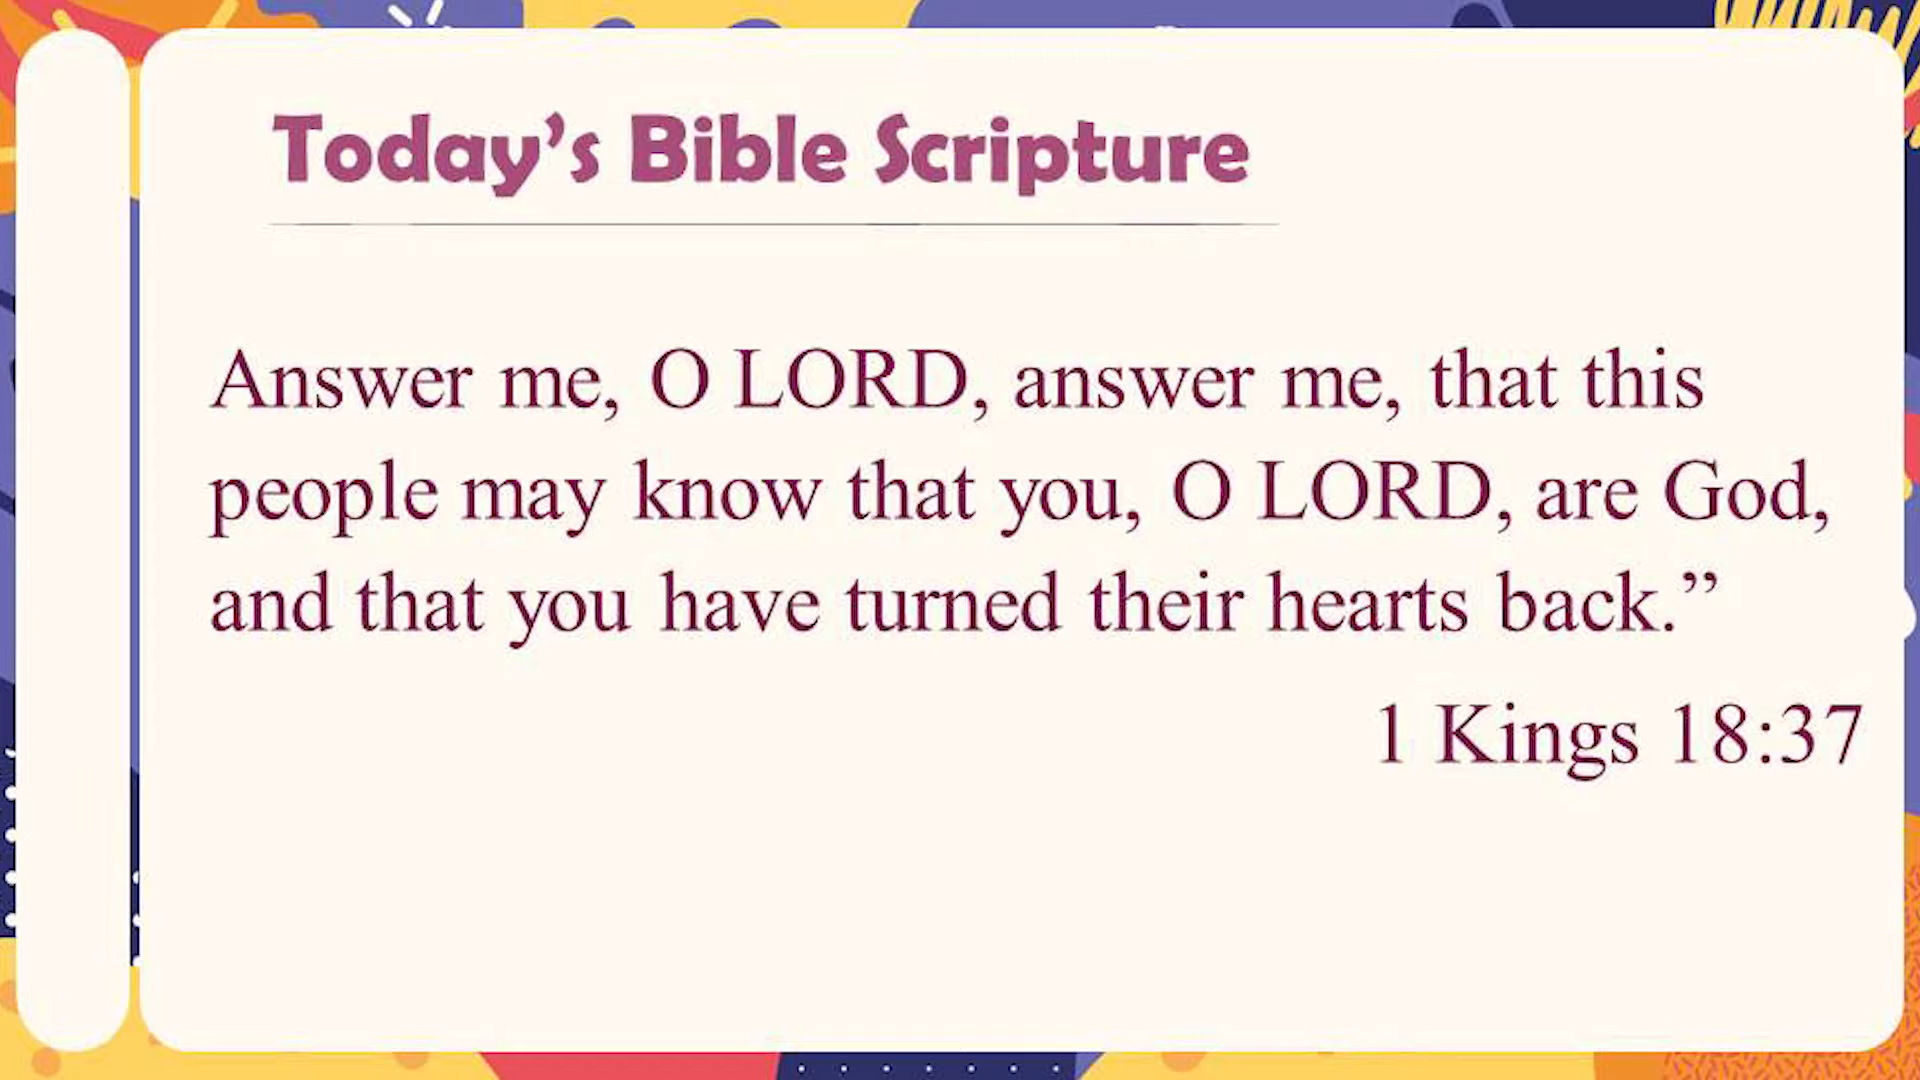 Today’s Bible Scripture
Answer me, O LORD, answer me, that this
people may know that you, O LORD, are God,
and that you have turned their hearts back.”
1 Kings 18:37